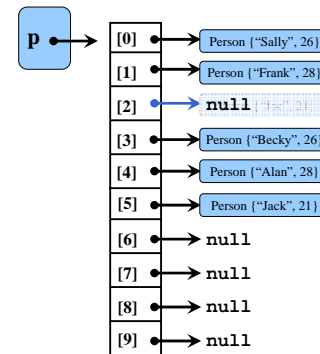 p
[0] Person {“Sally”, 26}
[1] Person {“Frank”, 28}
[2] null
[3] Person {“Becky”, 26}
[4] Person {“Alan”, 28}
[5] Person {“Jack”, 21}
[6] null
[7] null
[8] null
[9] null